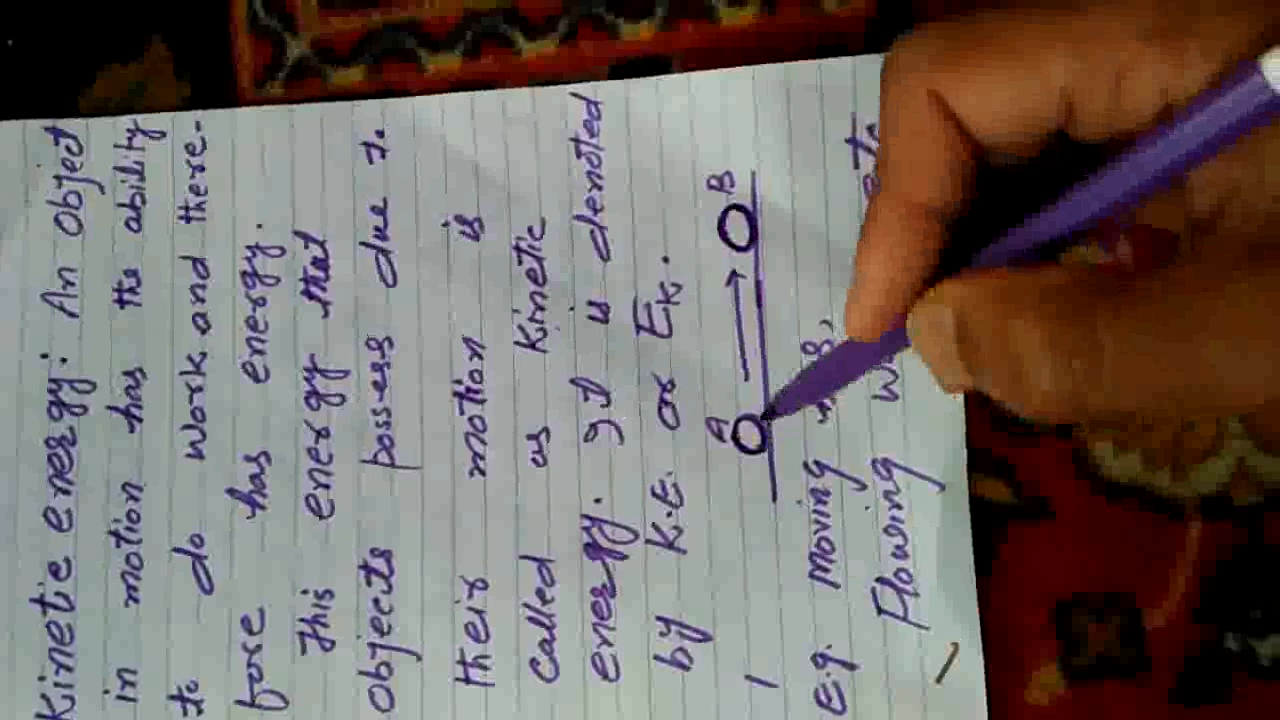 Kinetic energy: An object
in motion has the ability
to do work and there-
fore has energy.
This energy that
objects possess due to
their motion is
called as Kinetic
energy. It is denoted
by K.E. or EK.
A B
E.g. Moving
Flowing etc